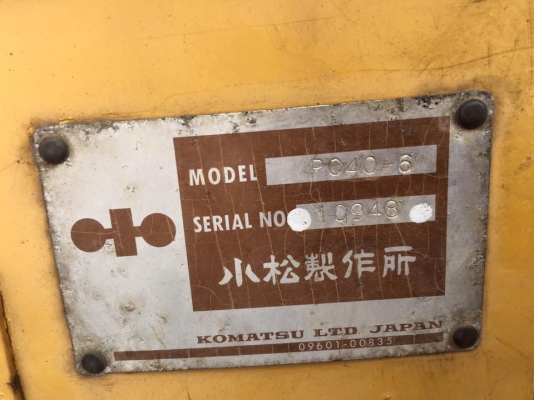 MODEL PC40-6
SERIAL NO 10948
小松製作所
KOMATSU LTD. JAPAN
09601-00835